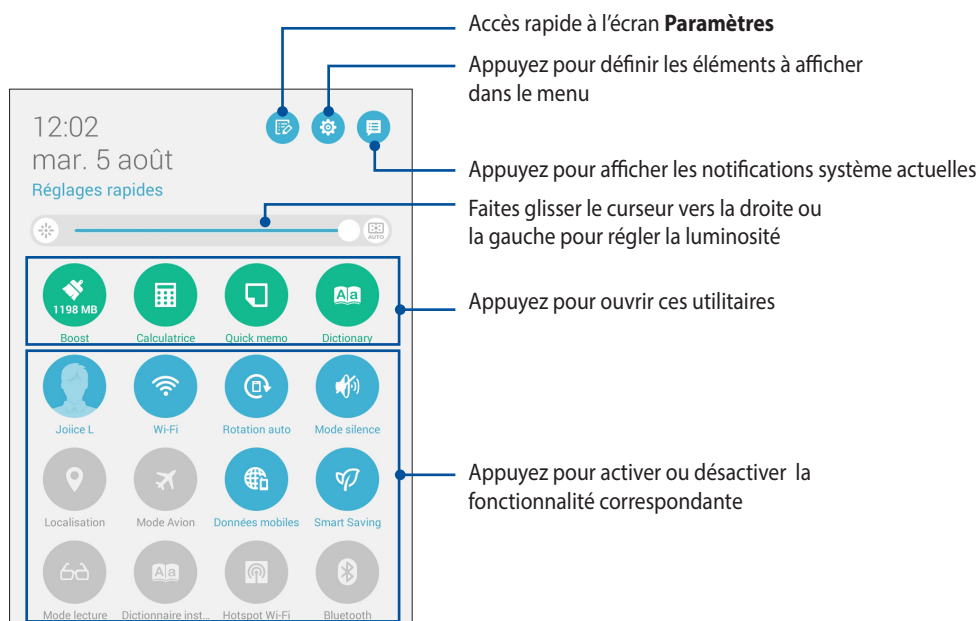 Accès rapide à l'écran Paramètres
Appuyez pour définir les éléments à afficher
dans le menu
12:02
mar. 5 août
Réglages rapides
Appuyez pour afficher les notifications système actuelles
Faites glisser le curseur vers la droite ou
la gauche pour régler la luminosité
AUTO
Appuyez pour ouvrir ces utilitaires
1198 MB
Aa
Boost Calculatrice Quick memo Dictionary
Joiice L Wi-Fi Rotation auto Mode silence
Appuyez pour activer ou désactiver la
fonctionnalité correspondante
Localisation Mode Avion Données mobiles Smart Saving
Aa
Mode lecture Dictionnaire inst... Hotspot Wi-Fi Bluetooth